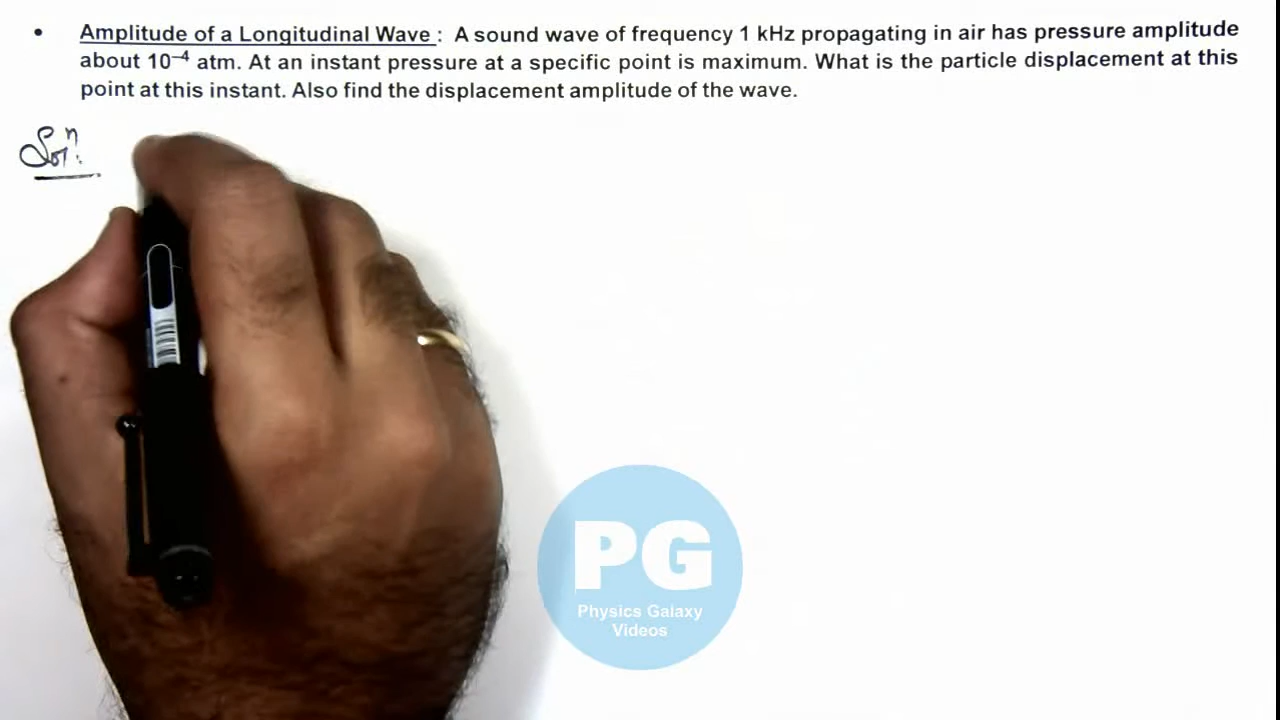 • Amplitude of a Longitudinal Wave : A sound wave of frequency 1 kHz propagating in air has pressure amplitude
about 10⁻⁴ atm. At an instant pressure at a specific point is maximum. What is the particle displacement at this
point at this instant. Also find the displacement amplitude of the wave.
Solⁿ:
PG
Physics Galaxy
Videos